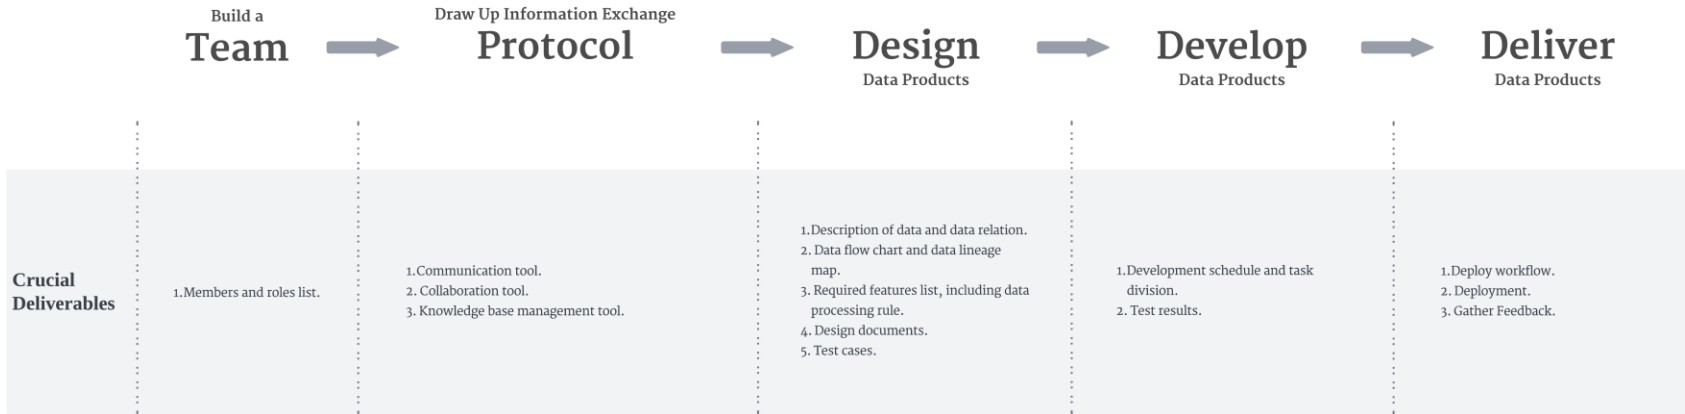 Build a
Team
Draw Up Information Exchange
Protocol
Design
Data Products
Develop
Data Products
Deliver
Data Products
Crucial
Deliverables
1.Members and roles list.
1.Communication tool.
2. Collaboration tool.
3. Knowledge base management tool.
1.Description of data and data relation.
2. Data flow chart and data lineage
map.
3. Required features list, including data
processing rule.
4. Design documents.
5. Test cases.
1.Development schedule and task
division.
2. Test results.
1.Deploy workflow.
2. Deployment.
3. Gather Feedback.